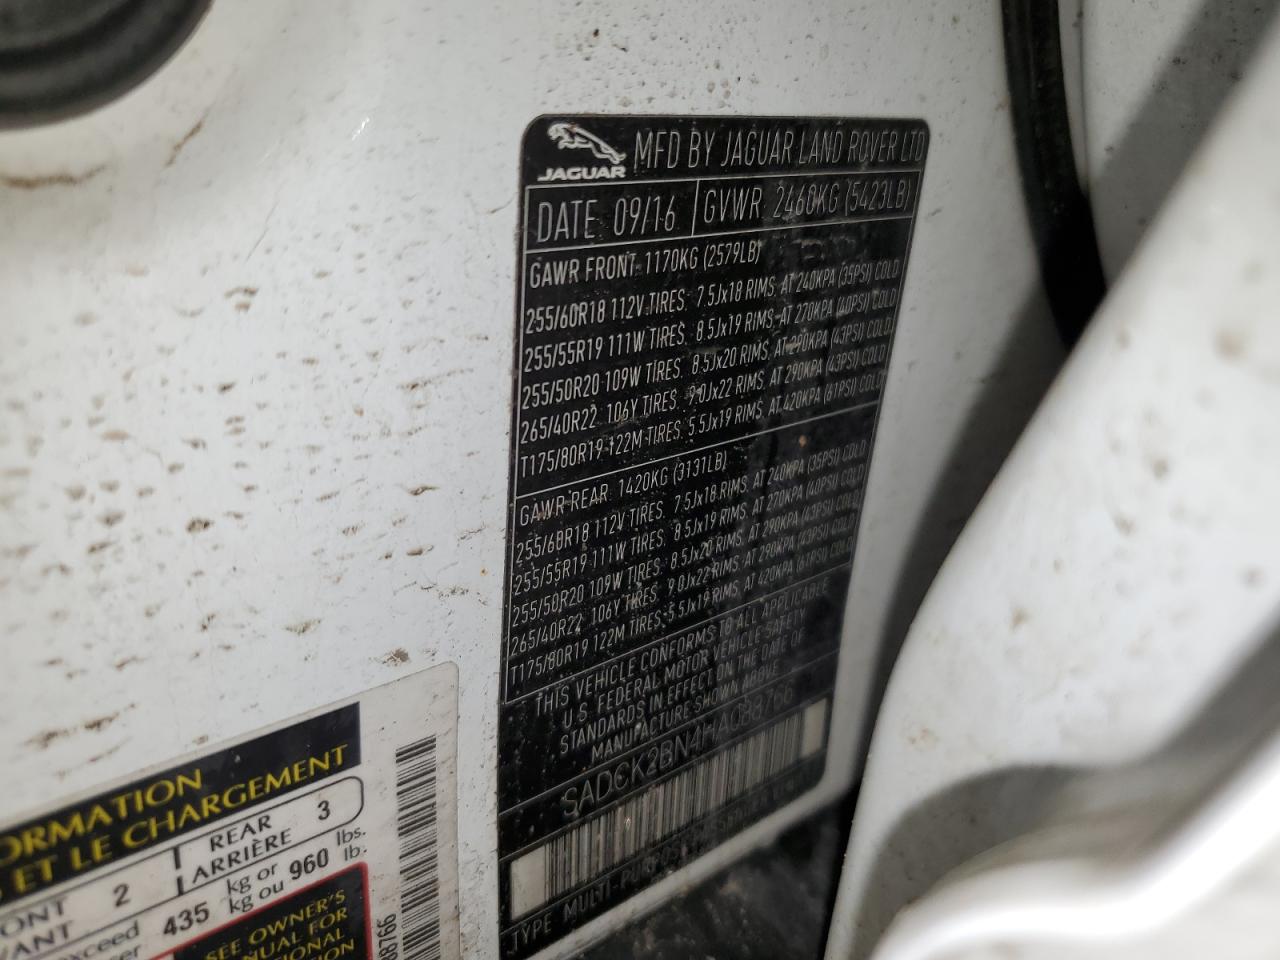 JAGUAR
MFD BY JAGUAR LAND ROVER LTD
DATE: 09/16 GVWR 2460KG (5423LB)
GAWR FRONT: 1170KG (2579LB)
255/60R18 112V TIRES: 7.5Jx18 RIMS, AT 240KPA (35PSI) COLD
255/55R19 111W TIRES: 8.5Jx19 RIMS, AT 270KPA (40PSI) COLD
255/50R20 109W TIRES: 8.5Jx20 RIMS, AT 290KPA (43PSI) COLD
265/40R22 106Y TIRES: 9.0Jx22 RIMS, AT 290KPA (43PSI) COLD
T175/80R19 122M TIRES: 5.5Jx19 RIMS, AT 420KPA (61PSI) COLD
GAWR REAR: 1420KG (3131LB)
255/60R18 112V TIRES: 7.5Jx18 RIMS, AT 240KPA (35PSI) COLD
255/55R19 111W TIRES: 8.5Jx19 RIMS, AT 270KPA (40PSI) COLD
255/50R20 109W TIRES: 8.5Jx20 RIMS, AT 290KPA (43PSI) COLD
265/40R22 106Y TIRES: 9.0Jx22 RIMS, AT 290KPA (43PSI) COLD
T175/80R19 122M TIRES: 5.5Jx19 RIMS, AT 420KPA (61PSI) COLD
THIS VEHICLE CONFORMS TO ALL APPLICABLE
U.S. FEDERAL MOTOR VEHICLE SAFETY
STANDARDS IN EFFECT ON THE DATE OF
MANUFACTURE SHOWN ABOVE
SADCK2BN4HA088766
TYPE MULTI-PURPOSE
ORMATION
ET LE CHARGEMENT
ONT 2 REAR 3
VANT ARRIÈRE
exceed 435 kg or 960 lbs.
ser kg ou lb.
SEE OWNER'S
NUAL FOR
TIONAL
88766